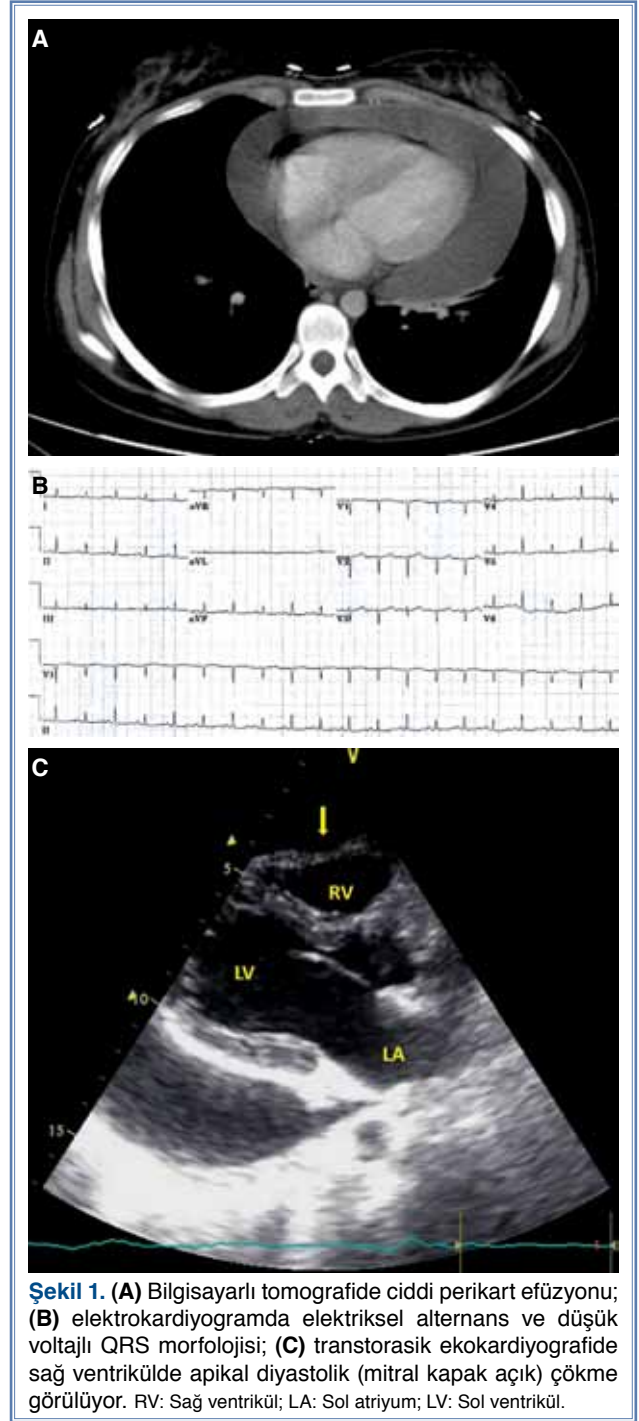 A
B
I
aVR
V1
V4
II
aVL
V2
V5
III
aVF
V3
V6
V1
II
C
V
5
RV
LV
10
LA
15
Şekil 1. (A) Bilgisayarlı tomografide ciddi perikart efüzyonu;
(B) elektrokardiyogramda elektriksel alternans ve düşük
voltajlı QRS morfolojisi; (C) transtorasik ekokardiyografide
sağ ventrikülde apikal diyastolik (mitral kapak açık) çökme
görülüyor. RV: Sağ ventrikül; LA: Sol atriyum; LV: Sol ventrikül.